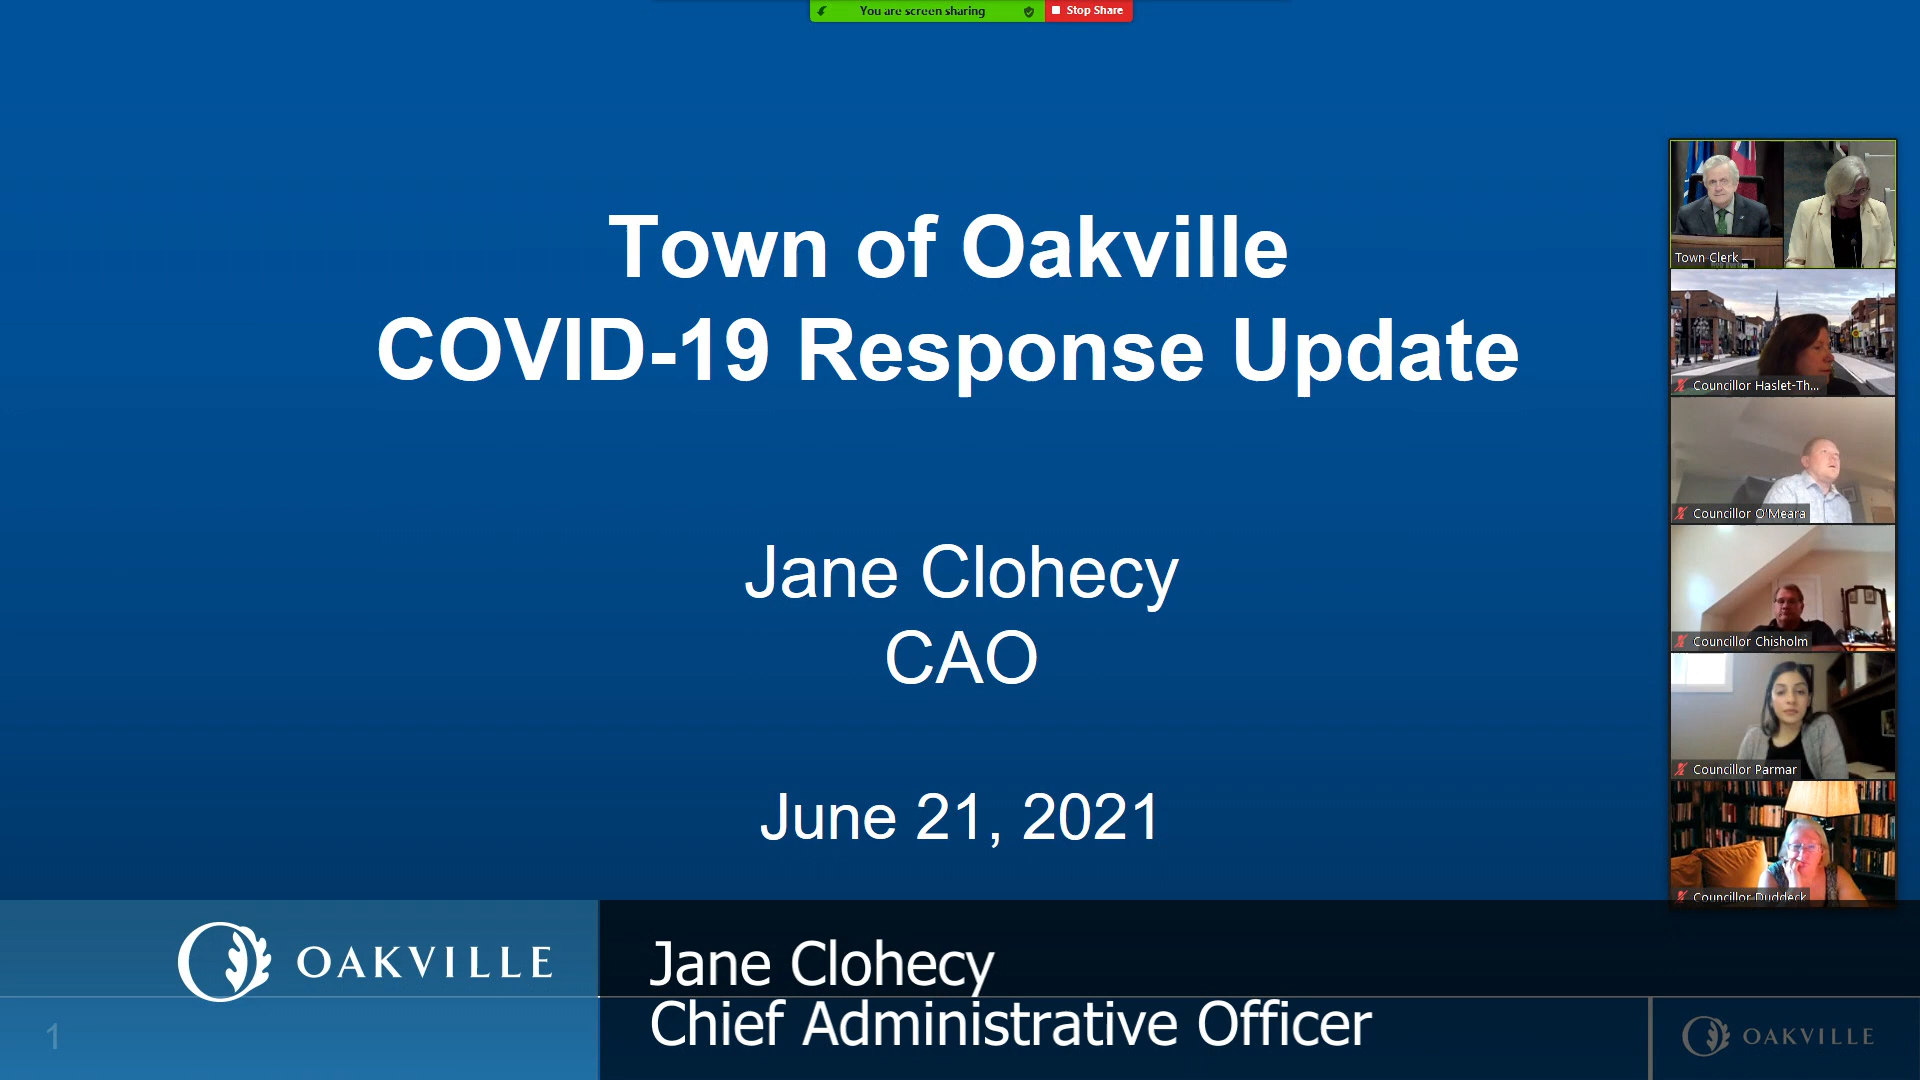 You are screen sharing
Stop Share
Town of Oakville
COVID-19 Response Update
Jane Clohecy
CAO
June 21, 2021
Town Clerk
Councillor Haslet-Th...
Councillor O'Meara
Councillor Chisholm
Councillor Parmar
Councillor Duddeck
OAKVILLE
Jane Clohecy
Chief Administrative Officer
1
OAKVILLE